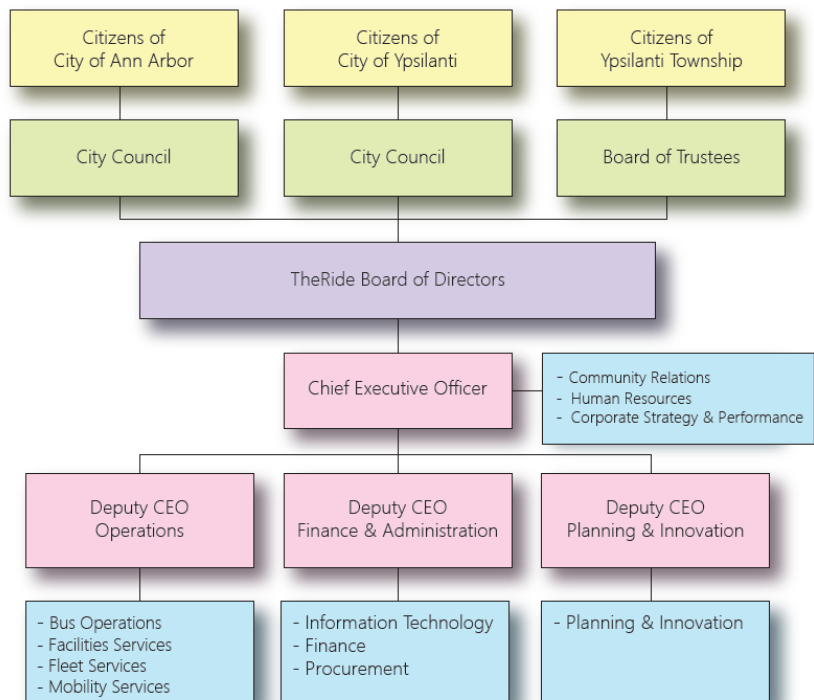 Citizens of
City of Ann Arbor
Citizens of
City of Ypsilanti
Citizens of
Ypsilanti Township
City Council
City Council
Board of Trustees
TheRide Board of Directors
Chief Executive Officer
- Community Relations
- Human Resources
- Corporate Strategy & Performance
Deputy CEO
Operations
Deputy CEO
Finance & Administration
Deputy CEO
Planning & Innovation
- Bus Operations
- Facilities Services
- Fleet Services
- Mobility Services
- Information Technology
- Finance
- Procurement
- Planning & Innovation